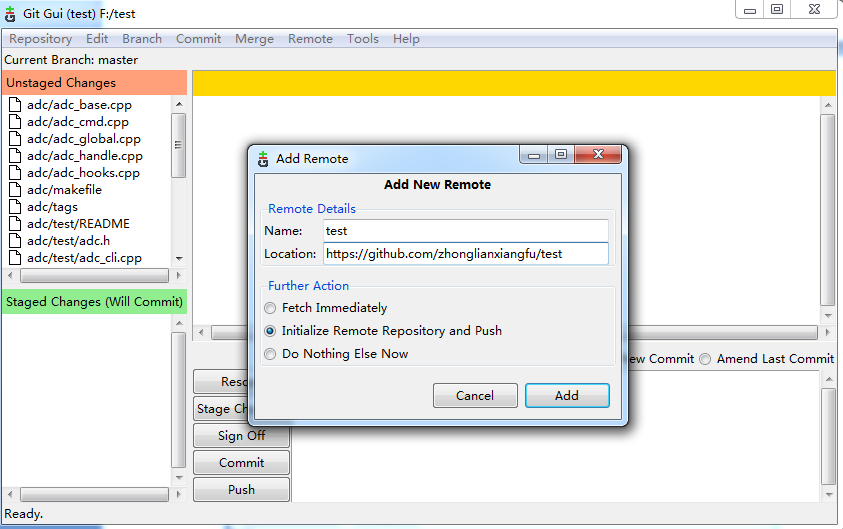 Git Gui (test) F:/test
Repository Edit Branch Commit Merge Remote Tools Help
Current Branch: master
Unstaged Changes
adc/adc_base.cpp
adc/adc_cmd.cpp
adc/adc_global.cpp
adc/adc_handle.cpp
adc/adc_hooks.cpp
adc/makefile
adc/tags
adc/test/README
adc/test/adc.h
adc/test/adc_cli.cpp
Staged Changes (Will Commit)
Add Remote
Add New Remote
Remote Details
Name: test
Location: https://github.com/zhonglianxiangfu/test
Further Action
Fetch Immediately
Initialize Remote Repository and Push
Do Nothing Else Now
Cancel Add
ew Commit Amend Last Commit
Resc
Stage Ch
Sign Off
Commit
Push
Ready.